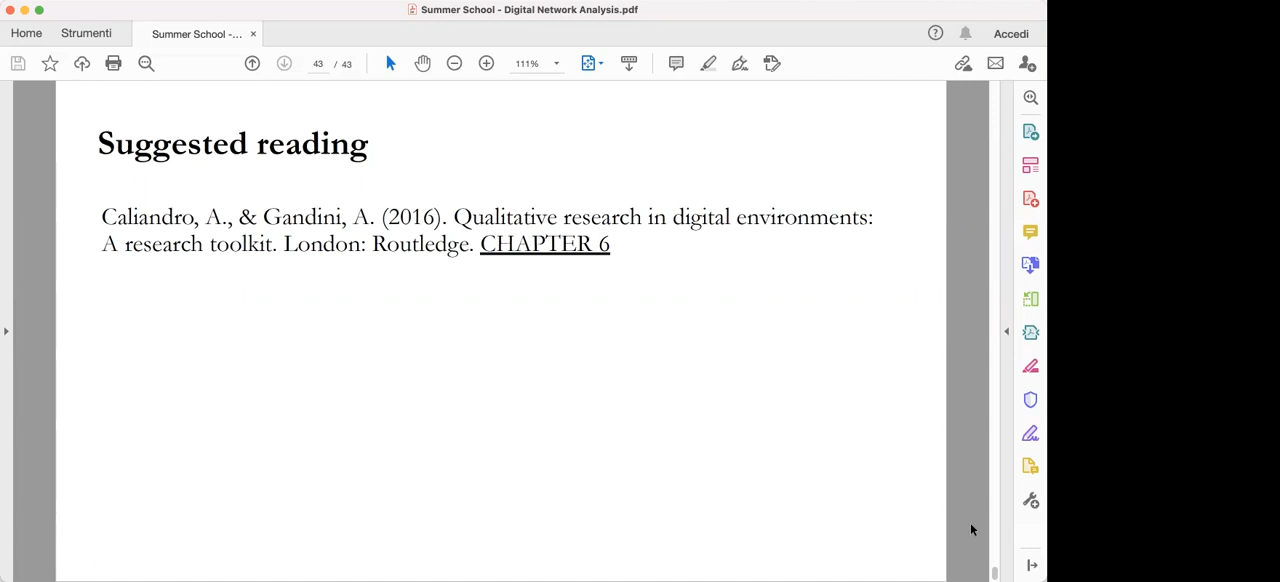 Summer School - Digital Network Analysis.pdf
Home Strumenti Summer School -... × ? Accedi
43 / 43 111%
Suggested reading
Caliandro, A., & Gandini, A. (2016). Qualitative research in digital environments:
A research toolkit. London: Routledge. CHAPTER 6